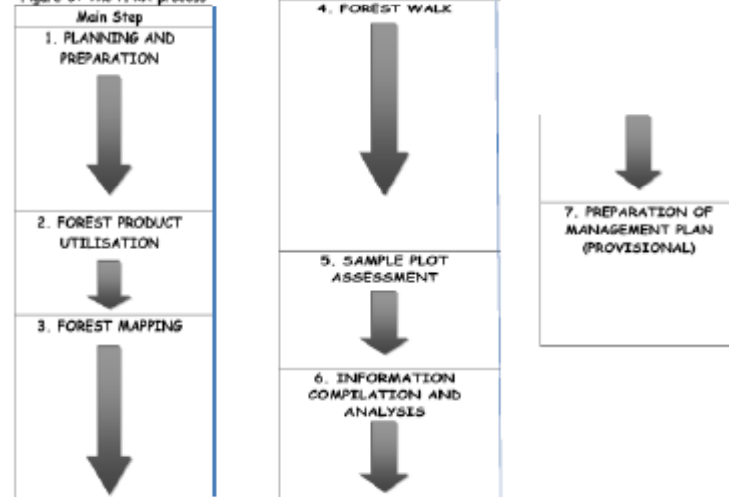 process
Main Step
1. PLANNING AND
PREPARATION
2. FOREST PRODUCT
UTILISATION
3. FOREST MAPPING
4. FOREST WALK
5. SAMPLE PLOT
ASSESSMENT
6. INFORMATION
COMPILATION AND
ANALYSIS
7. PREPARATION OF
MANAGEMENT PLAN
(PROVISIONAL)